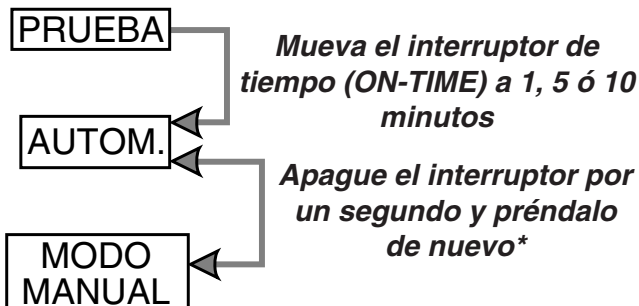 PRUEBA
Mueva el interruptor de
tiempo (ON-TIME) a 1, 5 ó 10
minutos
AUTOM.
Apague el interruptor por
un segundo y préndalo
de nuevo*
MODO
MANUAL